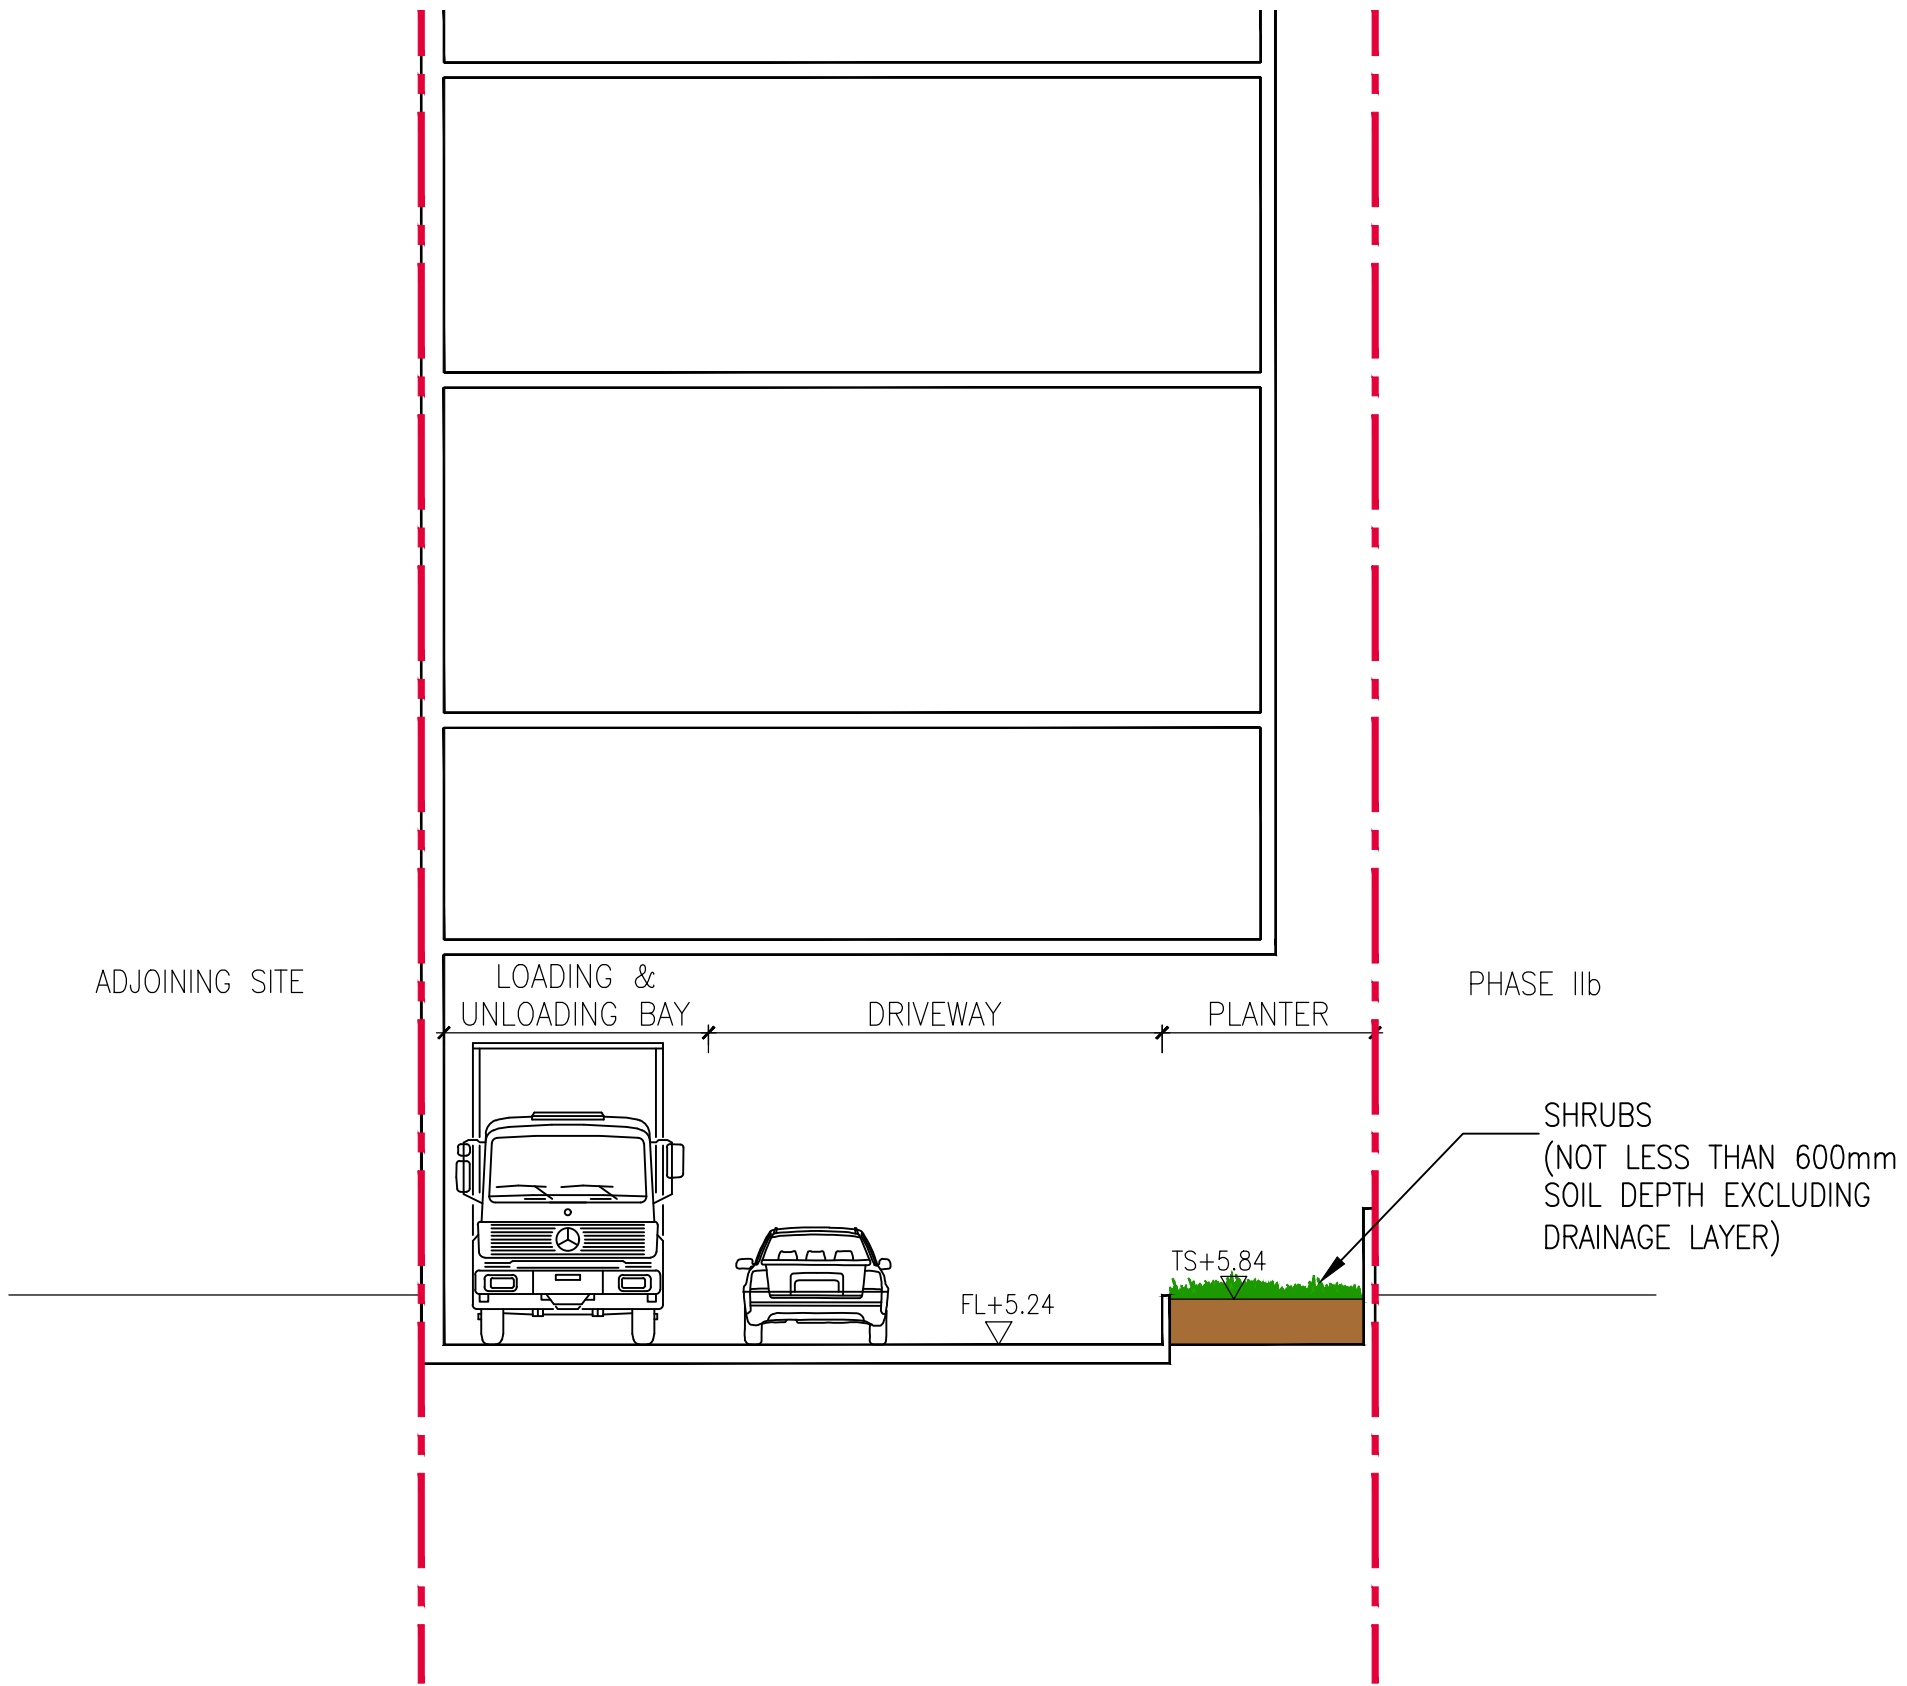 ADJOINING SITE
LOADING &
UNLOADING BAY
DRIVEWAY
PLANTER
PHASE IIb
SHRUBS
(NOT LESS THAN 600mm
SOIL DEPTH EXCLUDING
DRAINAGE LAYER)
TS+5.84
FL+5.24